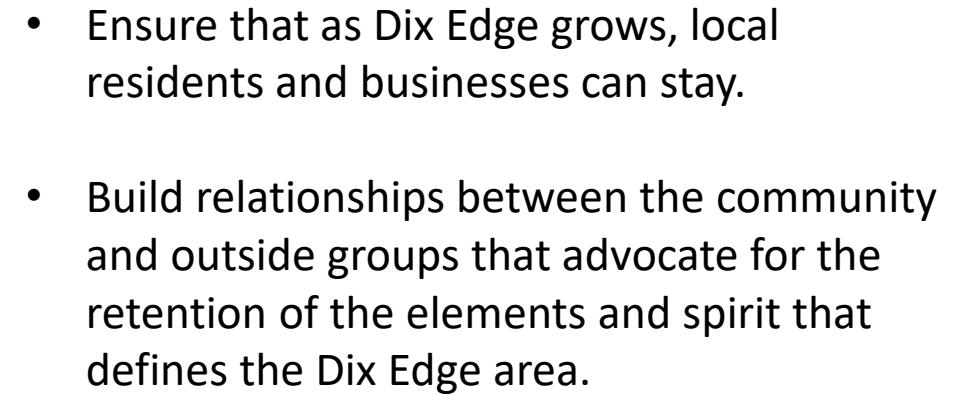 • Ensure that as Dix Edge grows, local
residents and businesses can stay.
• Build relationships between the community
and outside groups that advocate for the
retention of the elements and spirit that
defines the Dix Edge area.